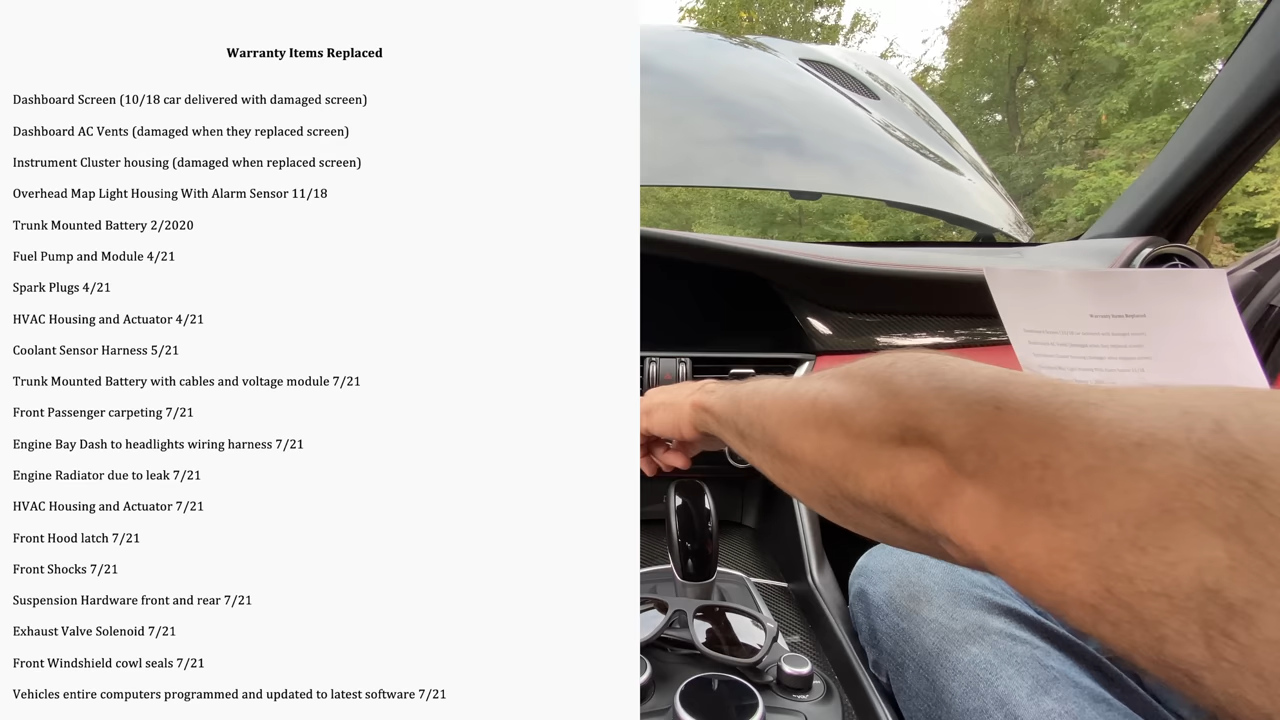 Warranty Items Replaced
Dashboard Screen (10/18 car delivered with damaged screen)
Dashboard AC Vents (damaged when they replaced screen)
Instrument Cluster housing (damaged when replaced screen)
Overhead Map Light Housing With Alarm Sensor 11/18
Trunk Mounted Battery 2/2020
Fuel Pump and Module 4/21
Spark Plugs 4/21
HVAC Housing and Actuator 4/21
Coolant Sensor Harness 5/21
Trunk Mounted Battery with cables and voltage module 7/21
Front Passenger carpeting 7/21
Engine Bay Dash to headlights wiring harness 7/21
Engine Radiator due to leak 7/21
HVAC Housing and Actuator 7/21
Front Hood latch 7/21
Front Shocks 7/21
Suspension Hardware front and rear 7/21
Exhaust Valve Solenoid 7/21
Front Windshield cowl seals 7/21
Vehicles entire computers programmed and updated to latest software 7/21
Warranty Items Replaced